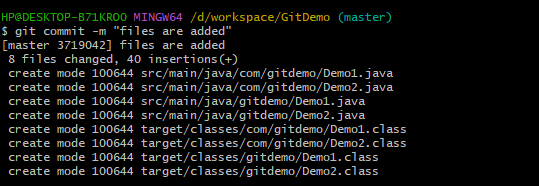 HP@DESKTOP-B71KROO MINGW64 /d/workspace/GitDemo (master)
$ git commit -m "files are added"
[master 3719042] files are added
 8 files changed, 40 insertions(+)
 create mode 100644 src/main/java/com/gitdemo/Demo1.java
 create mode 100644 src/main/java/com/gitdemo/Demo2.java
 create mode 100644 src/main/java/gitdemo/Demo1.java
 create mode 100644 src/main/java/gitdemo/Demo2.java
 create mode 100644 target/classes/com/gitdemo/Demo1.class
 create mode 100644 target/classes/com/gitdemo/Demo2.class
 create mode 100644 target/classes/gitdemo/Demo1.class
 create mode 100644 target/classes/gitdemo/Demo2.class